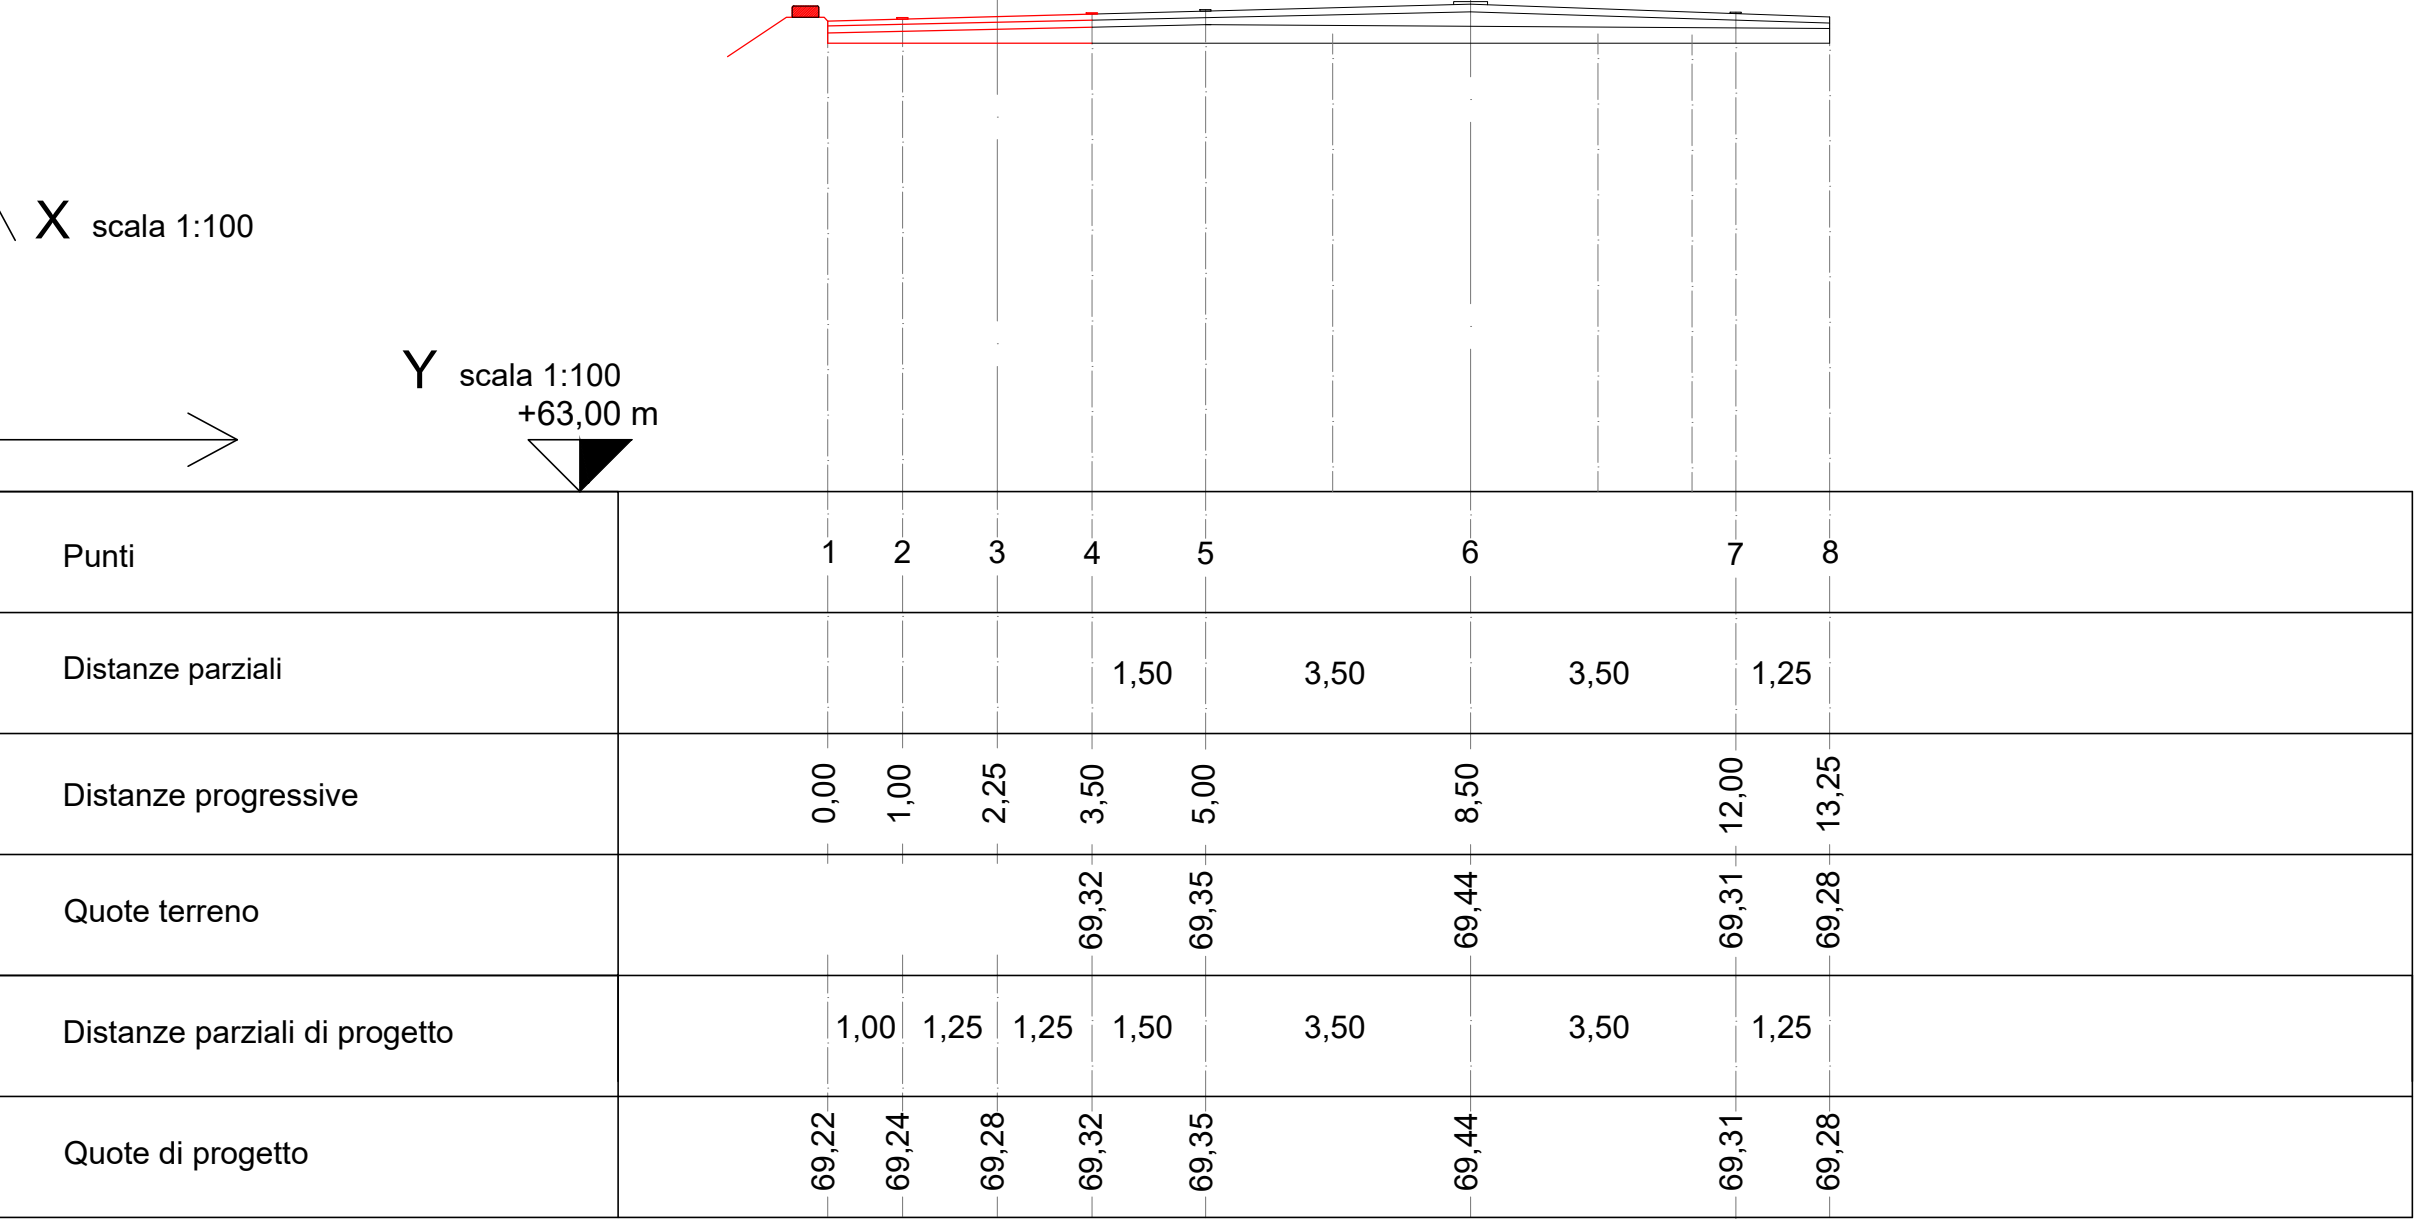 X scala 1:100
Y scala 1:100
+63,00 m
Punti 1 2 3 4 5 6 7 8
Distanze parziali 1,50 3,50 3,50 1,25
Distanze progressive 0,00 1,00 2,25 3,50 5,00 8,50 12,00 13,25
Quote terreno 69,32 69,35 69,44 69,31 69,28
Distanze parziali di progetto 1,00 1,25 1,25 1,50 3,50 3,50 1,25
Quote di progetto 69,22 69,24 69,28 69,32 69,35 69,44 69,31 69,28